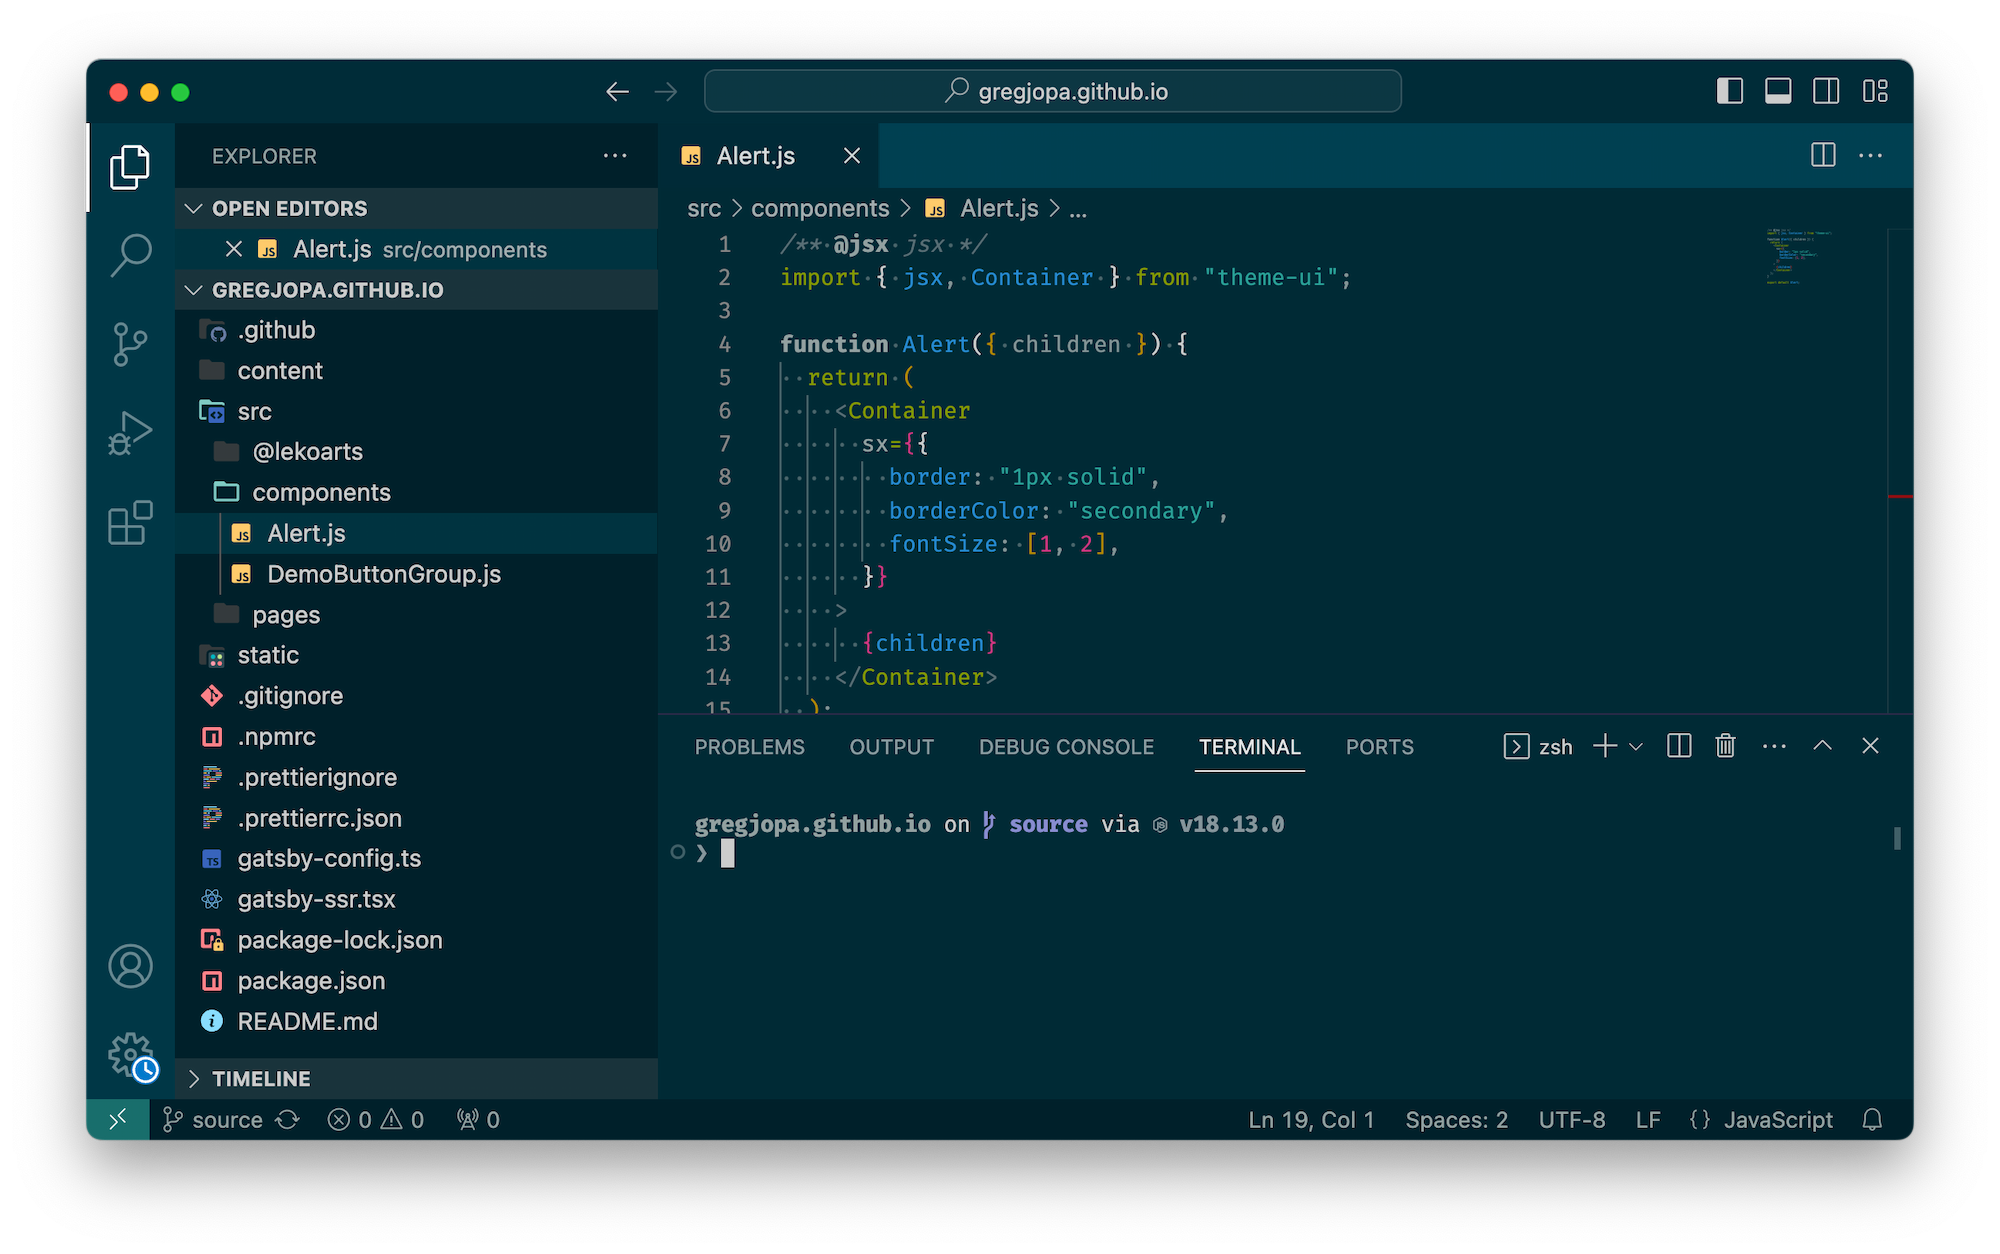 gregjopa.github.io
EXPLORER
OPEN EDITORS
Alert.js src/components
GREGJOPA.GITHUB.IO
.github
content
src
@lekoarts
components
Alert.js
DemoButtonGroup.js
pages
static
.gitignore
.npmrc
.prettierignore
.prettierrc.json
gatsby-config.ts
gatsby-ssr.tsx
package-lock.json
package.json
README.md
TIMELINE
Alert.js
src > components > Alert.js > ...
1 /** @jsx jsx */
2 import { jsx, Container } from "theme-ui";
3
4 function Alert({ children }) {
5 return (
6 <Container
7 sx={{
8 border: "1px solid",
9 borderColor: "secondary",
10 fontSize: [1, 2],
11 }}
12 >
13 {children}
14 </Container>
15 );
PROBLEMS OUTPUT DEBUG CONSOLE TERMINAL PORTS zsh
gregjopa.github.io on source via v18.13.0
❯
source 0 0 0 Ln 19, Col 1 Spaces: 2 UTF-8 LF {} JavaScript